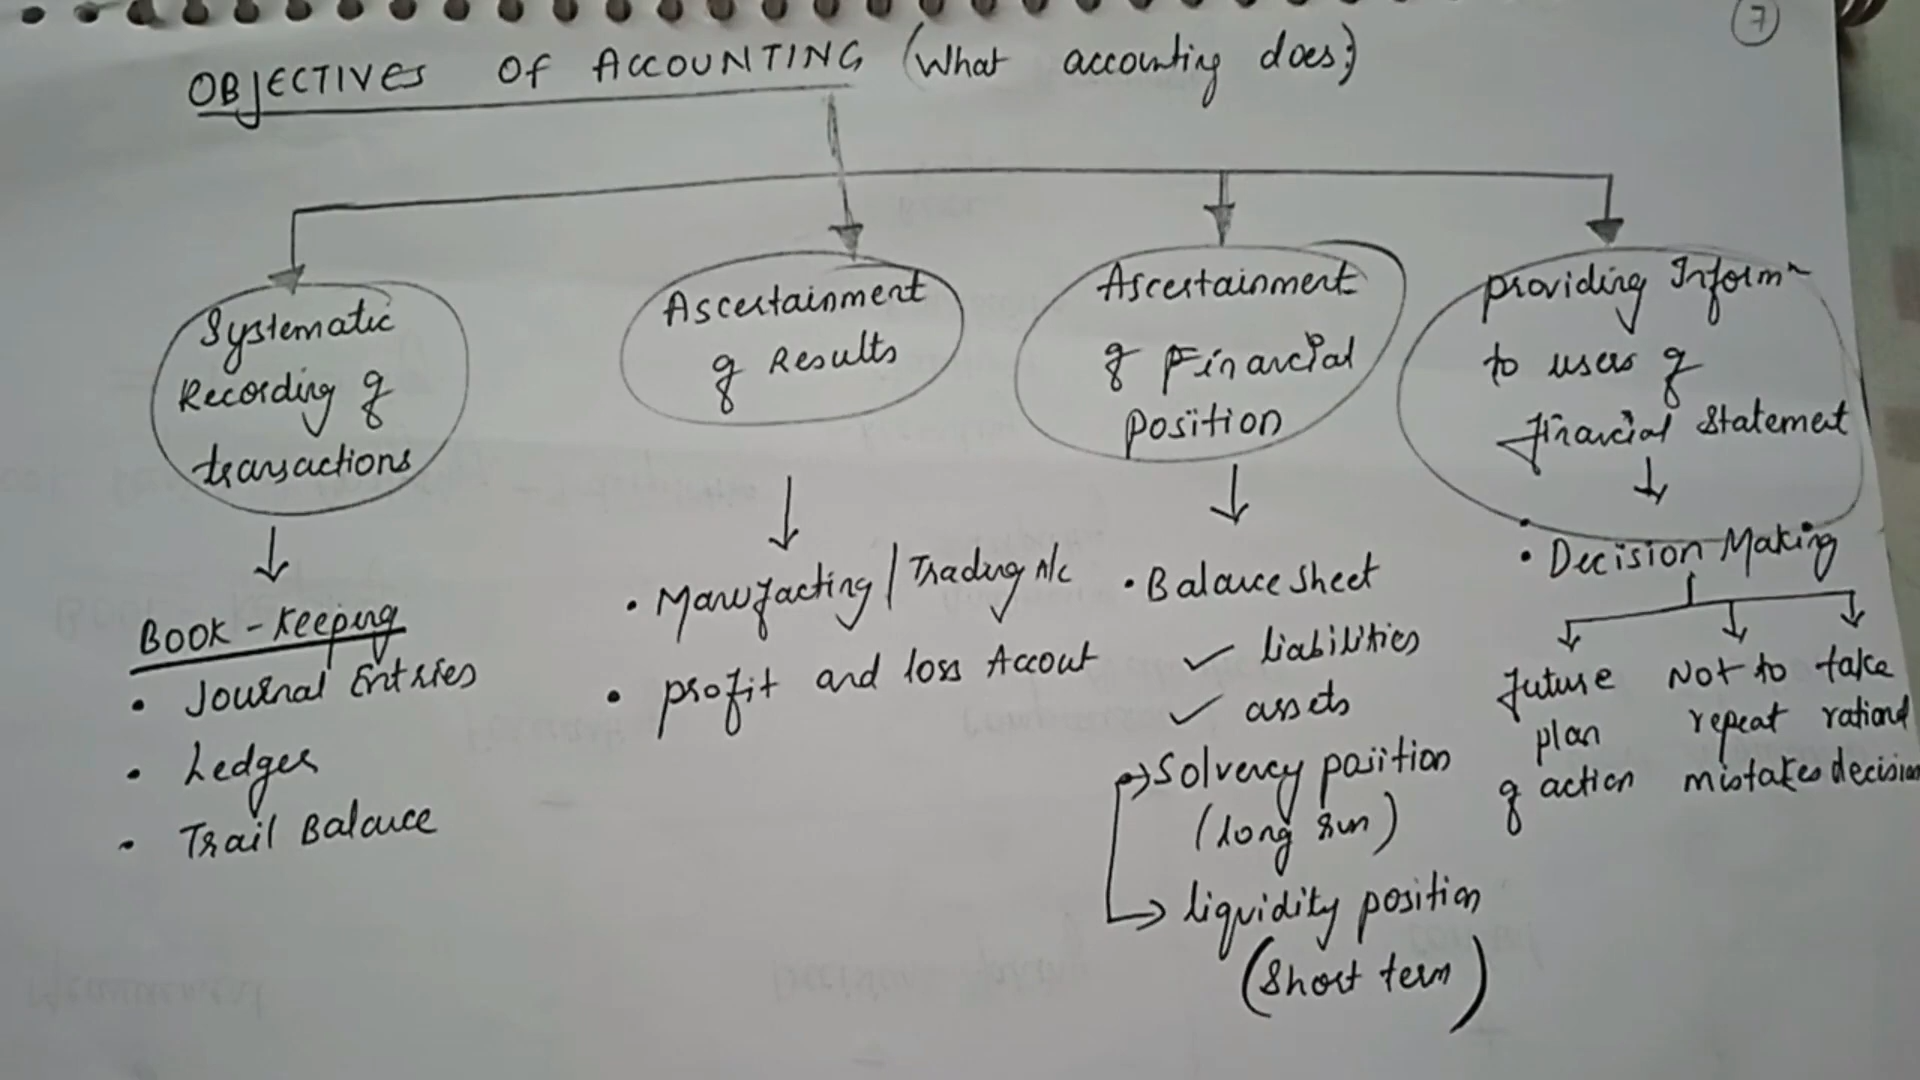 7
OBJECTIVES OF ACCOUNTING (What accounting does?)
Systematic
Recording of
transactions
Ascertainment
of Results
Ascertainment
of Financial
position
providing Informⁿ
to users of
financial statement
BOOK - Keeping
• Journal Entries
• Ledger
• Trail Balance
• Manufacting / Trading A/c
• profit and loss Accout
• Balance sheet
✓ liabilities
✓ assets
→ Solvency position
(long run)
→ liquidity position
(Short term)
• Decision Making
future
plan
of action
Not to
repeat
mistakes
take
rational
decision